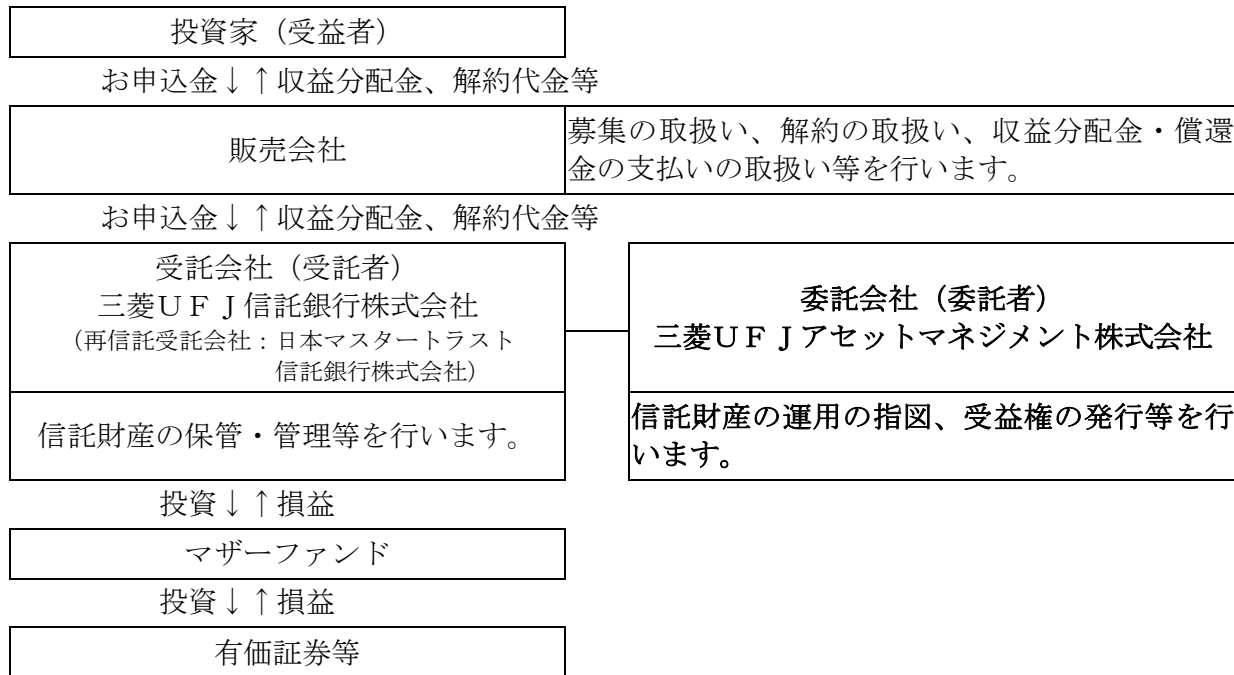 投資家（受益者）
お申込金↓↑収益分配金、解約代金等
販売会社
募集の取扱い、解約の取扱い、収益分配金・償還
金の支払いの取扱い等を行います。
お申込金↓↑収益分配金、解約代金等
受託会社（受託者）
三菱ＵＦＪ信託銀行株式会社
（再信託受託会社：日本マスタートラスト
信託銀行株式会社）
委託会社（委託者）
三菱ＵＦＪアセットマネジメント株式会社
信託財産の保管・管理等を行います。
信託財産の運用の指図、受益権の発行等を行
います。
投資↓↑損益
マザーファンド
投資↓↑損益
有価証券等